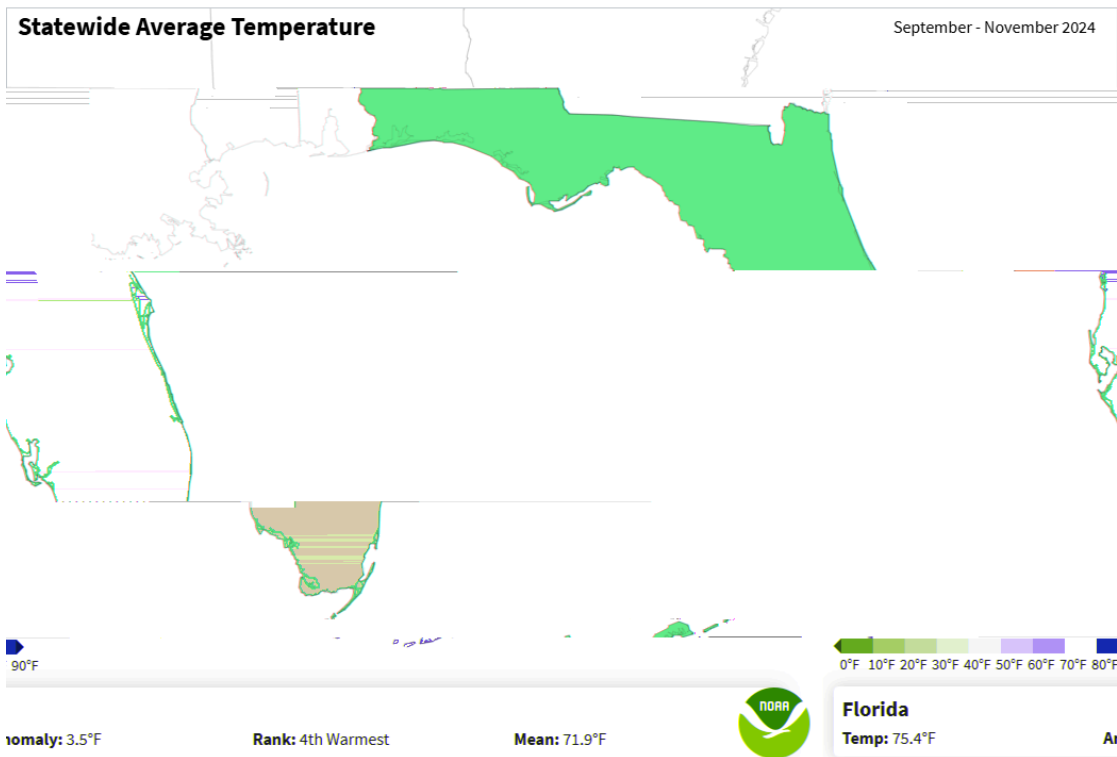 Statewide Average Temperature
September - November 2024
90°F
0°F 10°F 20°F 30°F 40°F 50°F 60°F 70°F 80°F
nomaly: 3.5°F
Rank: 4th Warmest
Mean: 71.9°F
NOAA
Florida
Temp: 75.4°F
An